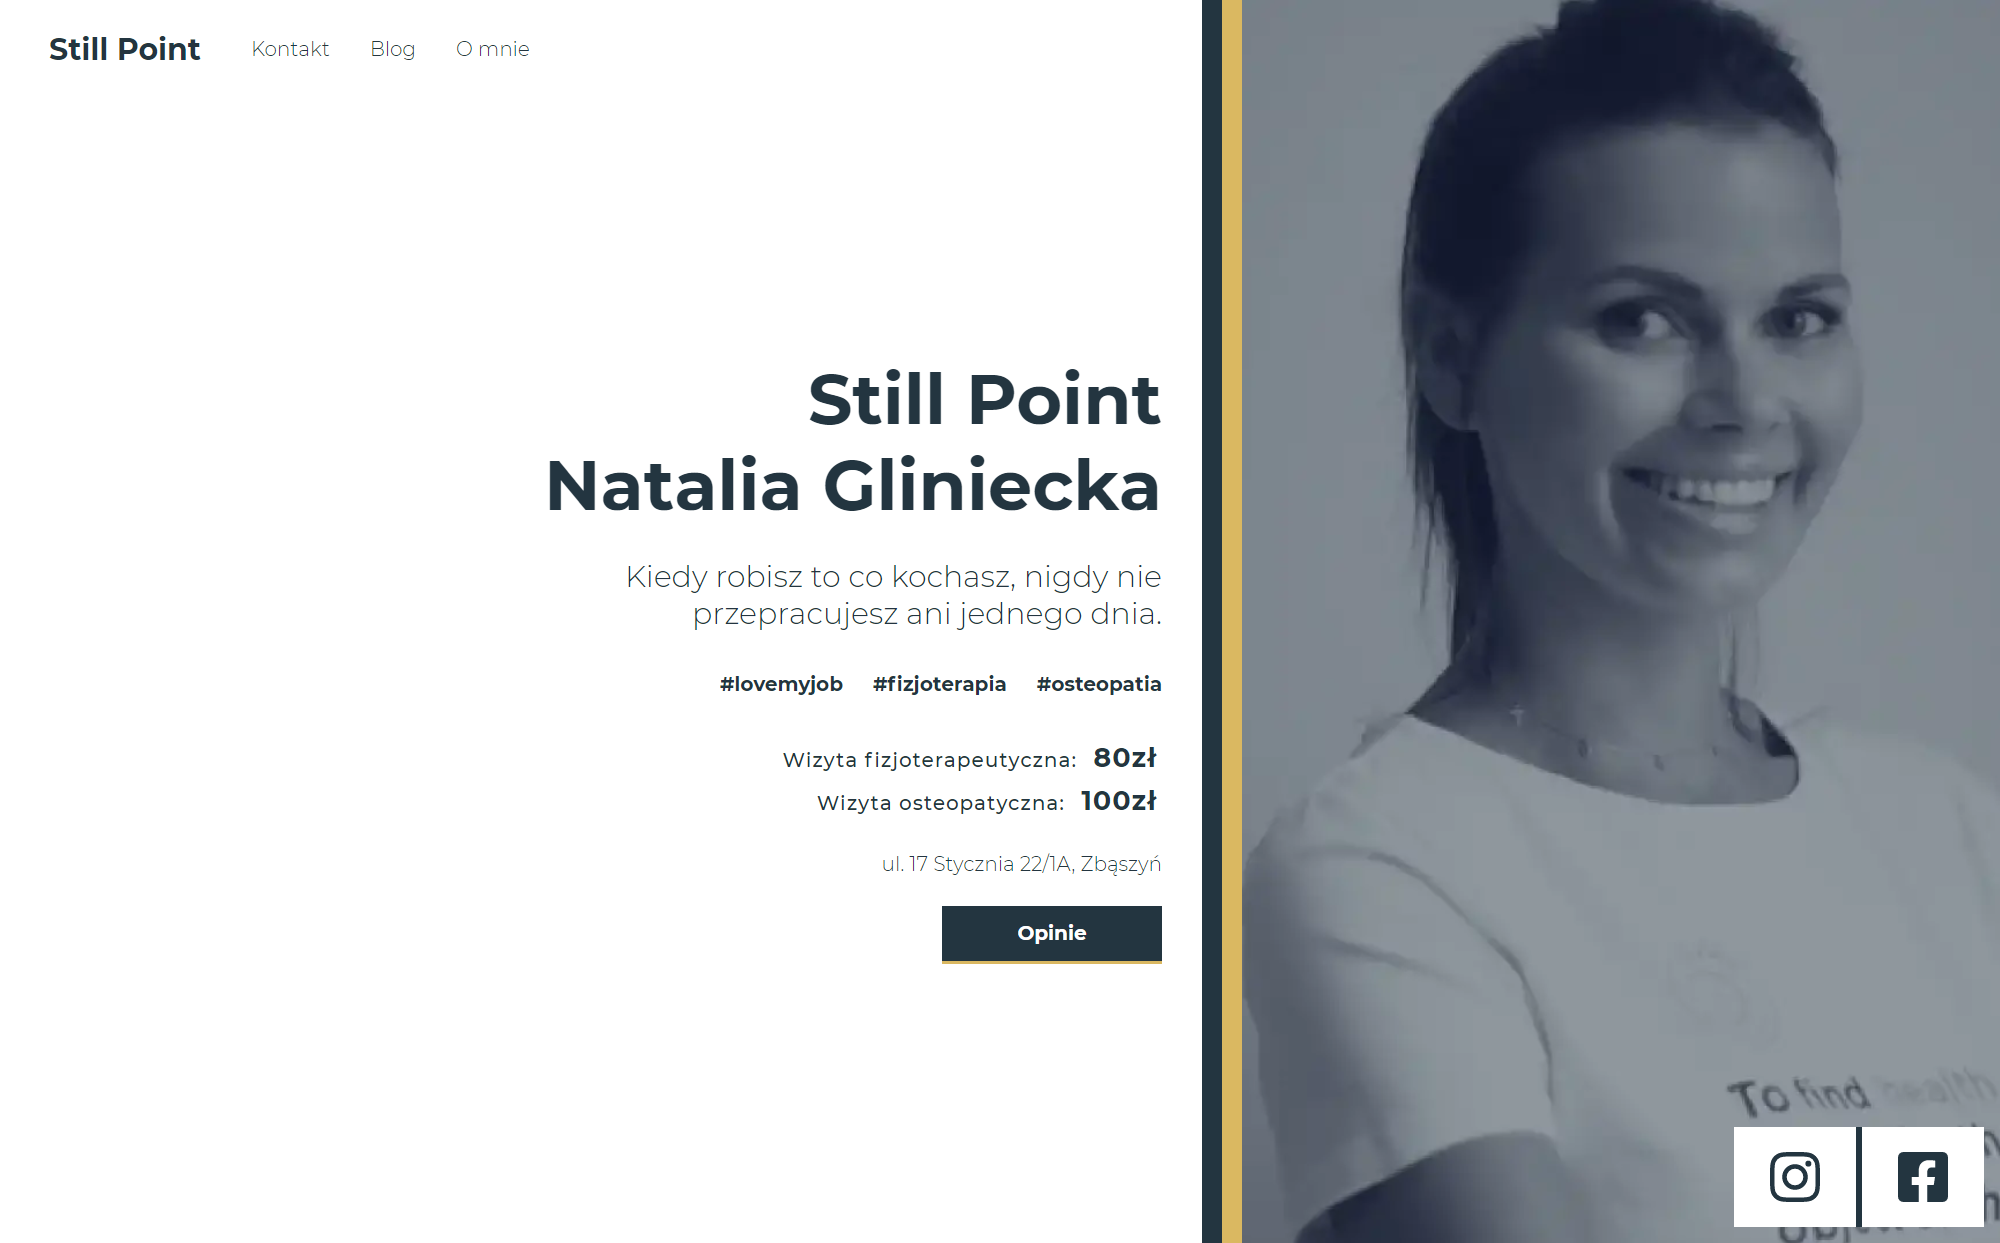 Still Point Kontakt Blog O mnie
Still Point
Natalia Gliniecka
Kiedy robisz to co kochasz, nigdy nie
przepracujesz ani jednego dnia.
#lovemyjob #fizjoterapia #osteopatia
Wizyta fizjoterapeutyczna: 80zł
Wizyta osteopatyczna: 100zł
ul. 17 Stycznia 22/1A, Zbąszyń
Opinie
To find health